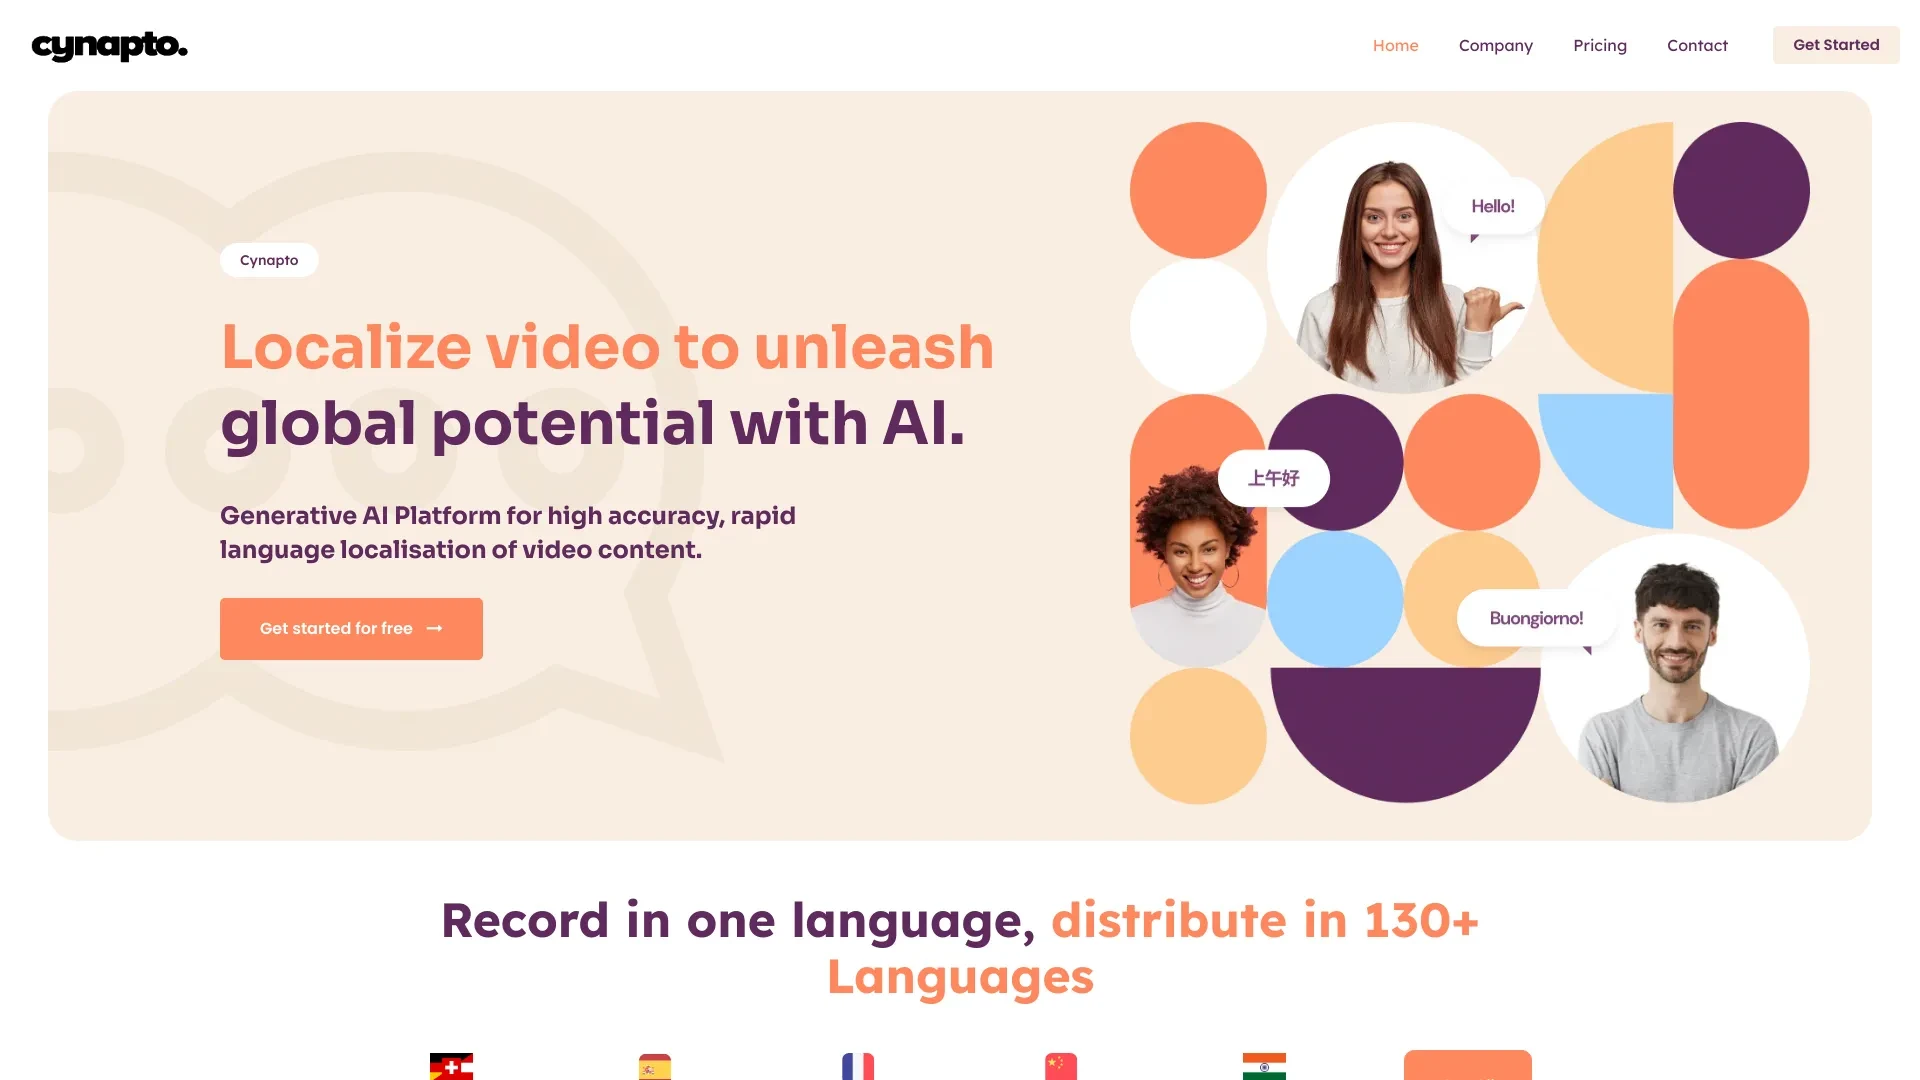 cynapto.
Home
Company
Pricing
Contact
Get Started
Cynapto
Localize video to unleash
global potential with AI.
Generative AI Platform for high accuracy, rapid
language localisation of video content.
Get started for free
Hello!
上午好
Buongiorno!
Record in one language, distribute in 130+
Languages